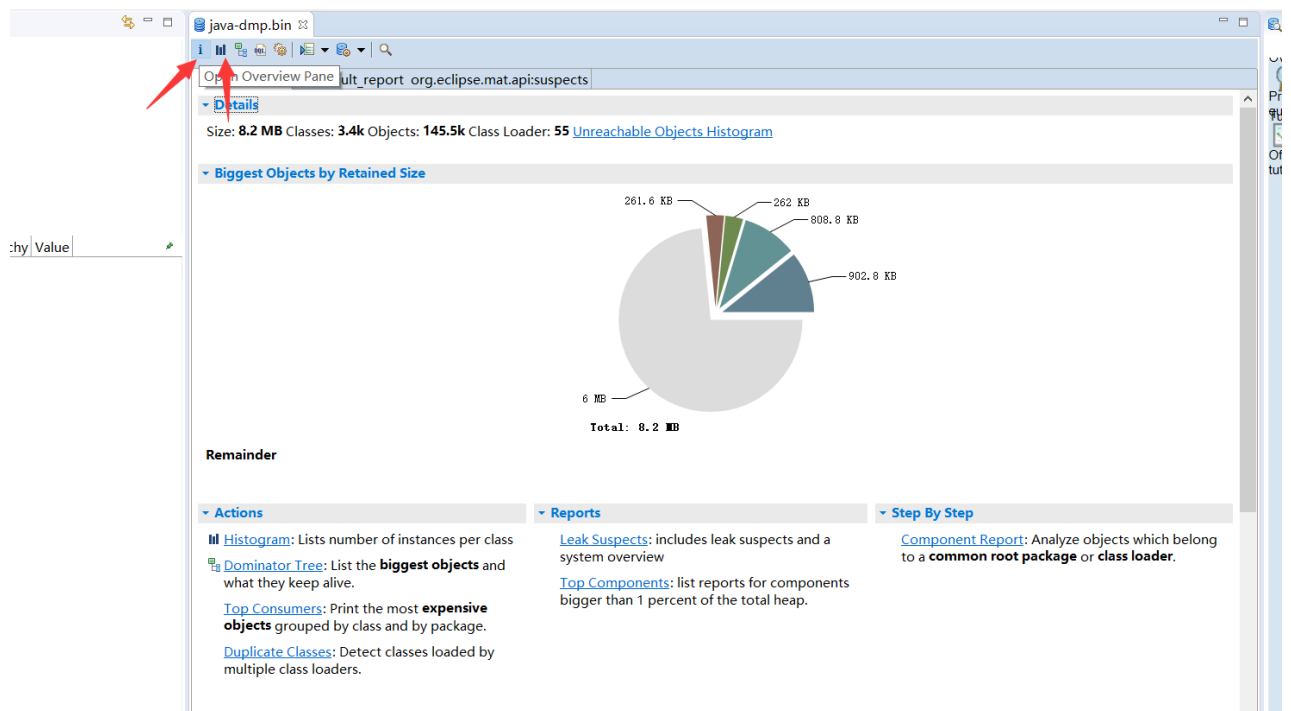 java-dmp.bin
i
OQL
Open Overview Pane
ult_report org.eclipse.mat.api:suspects
Details
Size: 8.2 MB Classes: 3.4k Objects: 145.5k Class Loader: 55 Unreachable Objects Histogram
Biggest Objects by Retained Size
261.6 KB
262 KB
808.8 KB
902.8 KB
6 MB
Total: 8.2 MB
Remainder
chy Value
Actions
Histogram: Lists number of instances per class
Dominator Tree: List the biggest objects and
what they keep alive.
Top Consumers: Print the most expensive
objects grouped by class and by package.
Duplicate Classes: Detect classes loaded by
multiple class loaders.
Reports
Leak Suspects: includes leak suspects and a
system overview
Top Components: list reports for components
bigger than 1 percent of the total heap.
Step By Step
Component Report: Analyze objects which belong
to a common root package or class loader.
Pr
Of
tut